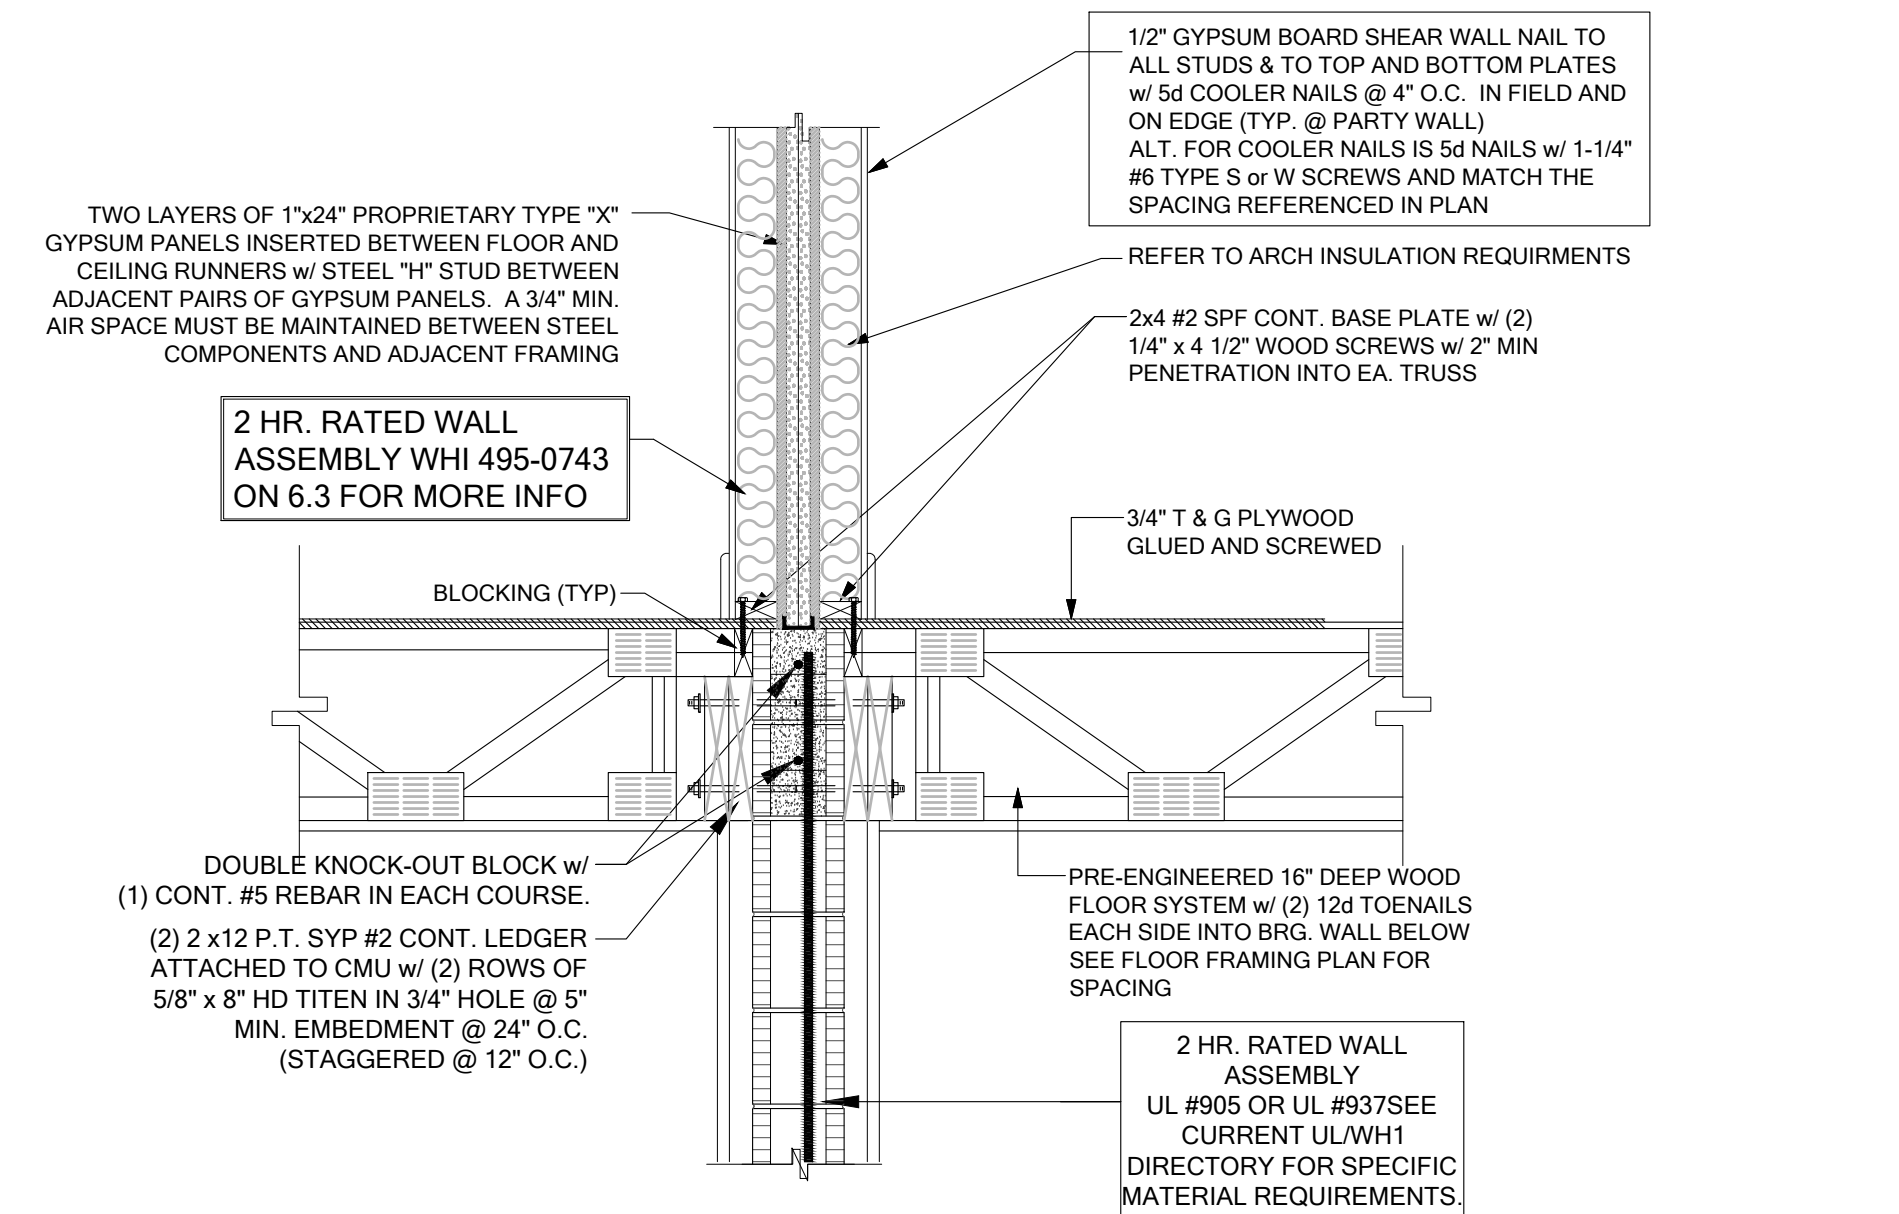 1/2" GYPSUM BOARD SHEAR WALL NAIL TO
ALL STUDS & TO TOP AND BOTTOM PLATES
w/ 5d COOLER NAILS @ 4" O.C. IN FIELD AND
ON EDGE (TYP. @ PARTY WALL)
ALT. FOR COOLER NAILS IS 5d NAILS w/ 1-1/4"
#6 TYPE S or W SCREWS AND MATCH THE
SPACING REFERENCED IN PLAN
TWO LAYERS OF 1"x24" PROPRIETARY TYPE "X"
GYPSUM PANELS INSERTED BETWEEN FLOOR AND
CEILING RUNNERS w/ STEEL "H" STUD BETWEEN
ADJACENT PAIRS OF GYPSUM PANELS. A 3/4" MIN.
AIR SPACE MUST BE MAINTAINED BETWEEN STEEL
COMPONENTS AND ADJACENT FRAMING
REFER TO ARCH INSULATION REQUIRMENTS
2x4 #2 SPF CONT. BASE PLATE w/ (2)
1/4" x 4 1/2" WOOD SCREWS w/ 2" MIN
PENETRATION INTO EA. TRUSS
2 HR. RATED WALL
ASSEMBLY WHI 495-0743
ON 6.3 FOR MORE INFO
3/4" T & G PLYWOOD
GLUED AND SCREWED
BLOCKING (TYP)
DOUBLE KNOCK-OUT BLOCK w/
(1) CONT. #5 REBAR IN EACH COURSE.
(2) 2 x12 P.T. SYP #2 CONT. LEDGER
ATTACHED TO CMU w/ (2) ROWS OF
5/8" x 8" HD TITEN IN 3/4" HOLE @ 5"
MIN. EMBEDMENT @ 24" O.C.
(STAGGERED @ 12" O.C.)
PRE-ENGINEERED 16" DEEP WOOD
FLOOR SYSTEM w/ (2) 12d TOENAILS
EACH SIDE INTO BRG. WALL BELOW
SEE FLOOR FRAMING PLAN FOR
SPACING
2 HR. RATED WALL
ASSEMBLY
UL #905 OR UL #937SEE
CURRENT UL/WH1
DIRECTORY FOR SPECIFIC
MATERIAL REQUIREMENTS.